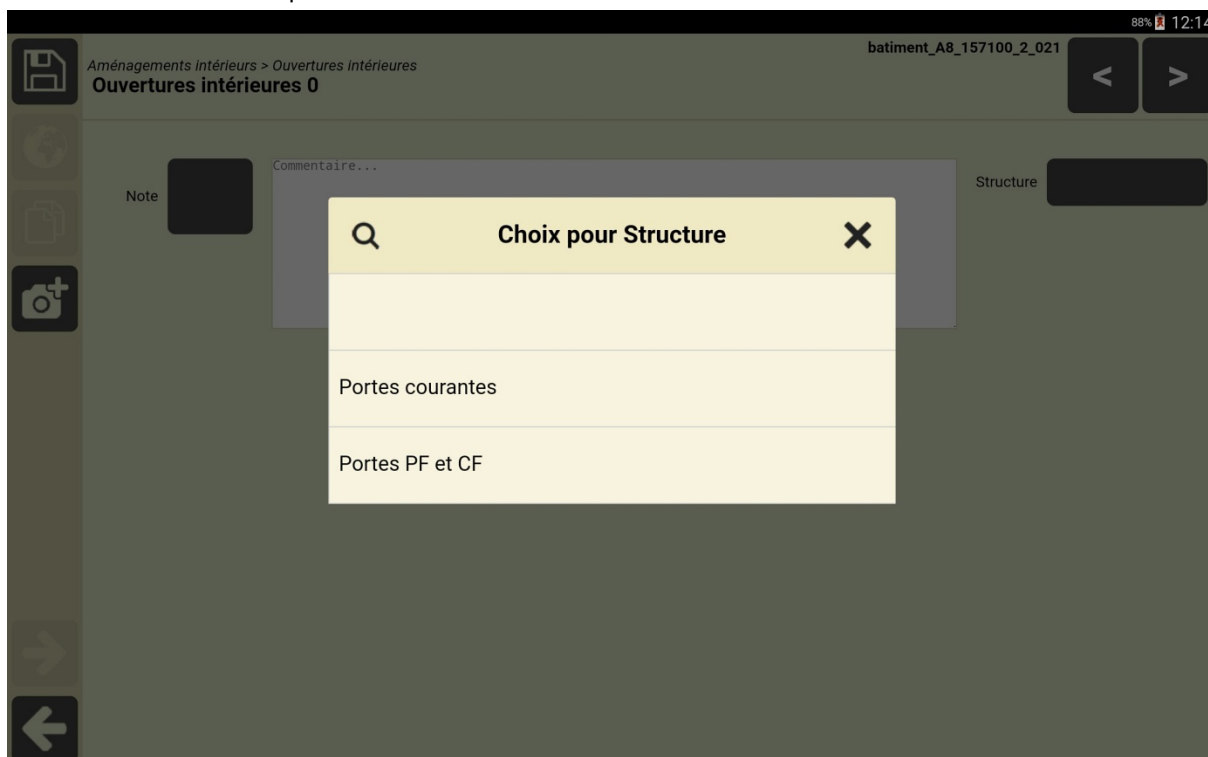 88% 12:14
batiment_A8_157100_2_021
Aménagements intérieurs > Ouvertures intérieures
Ouvertures intérieures 0
< >
Note
Commentaire...
Structure
Choix pour Structure
Portes courantes
Portes PF et CF